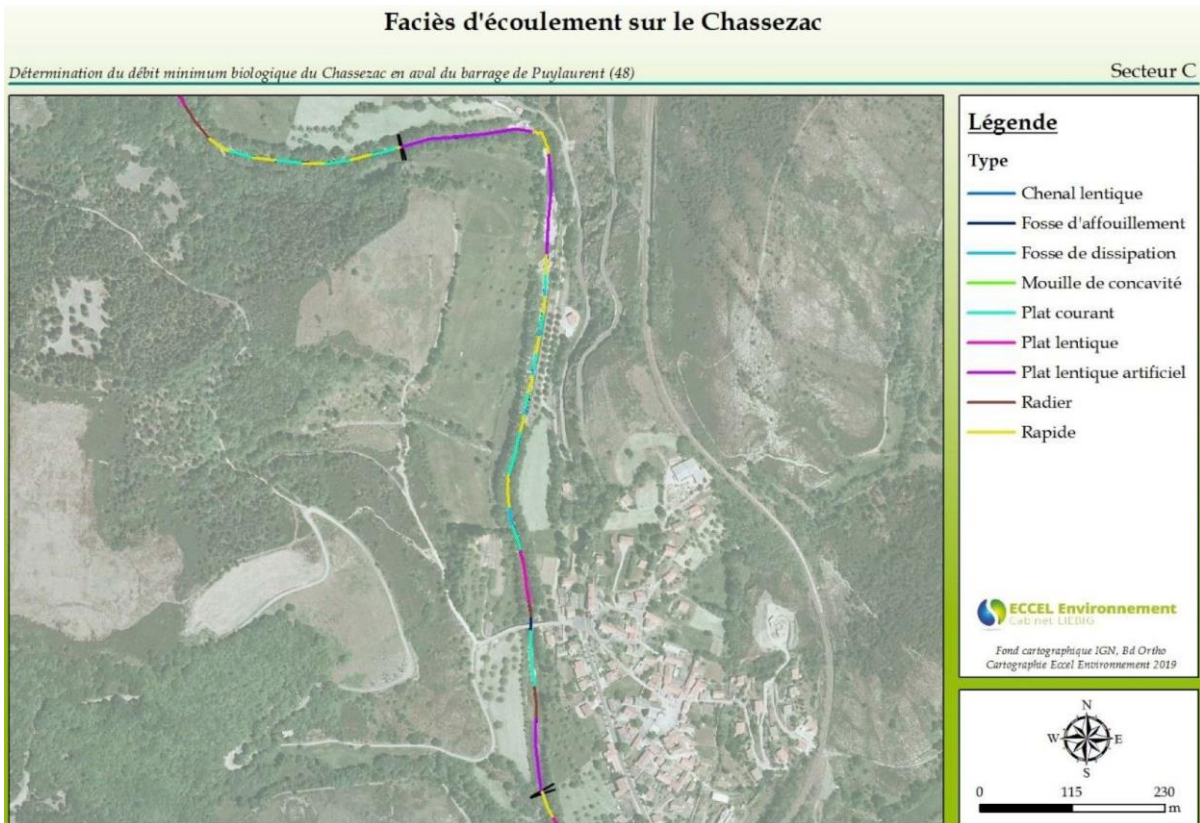 Faciès d'écoulement sur le Chassezac
Détermination du débit minimum biologique du Chassezac en aval du barrage de Puylaurent (48)
Secteur C
Légende
Type
Chenal lentique
Fosse d'affouillement
Fosse de dissipation
Mouille de concavité
Plat courant
Plat lentique
Plat lentique artificiel
Radier
Rapide
ECCEL Environnement
Cabinet LIEBIG
Fond cartographique IGN, Bd Ortho
Cartographie Eccel Environnement 2019
N
W E
S
0 115 230
m